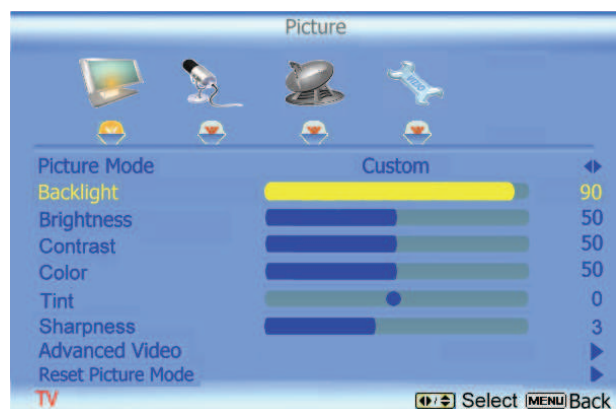 Picture
Picture Mode Custom
Backlight 90
Brightness 50
Contrast 50
Color 50
Tint 0
Sharpness 3
Advanced Video
Reset Picture Mode
TV Select MENU Back